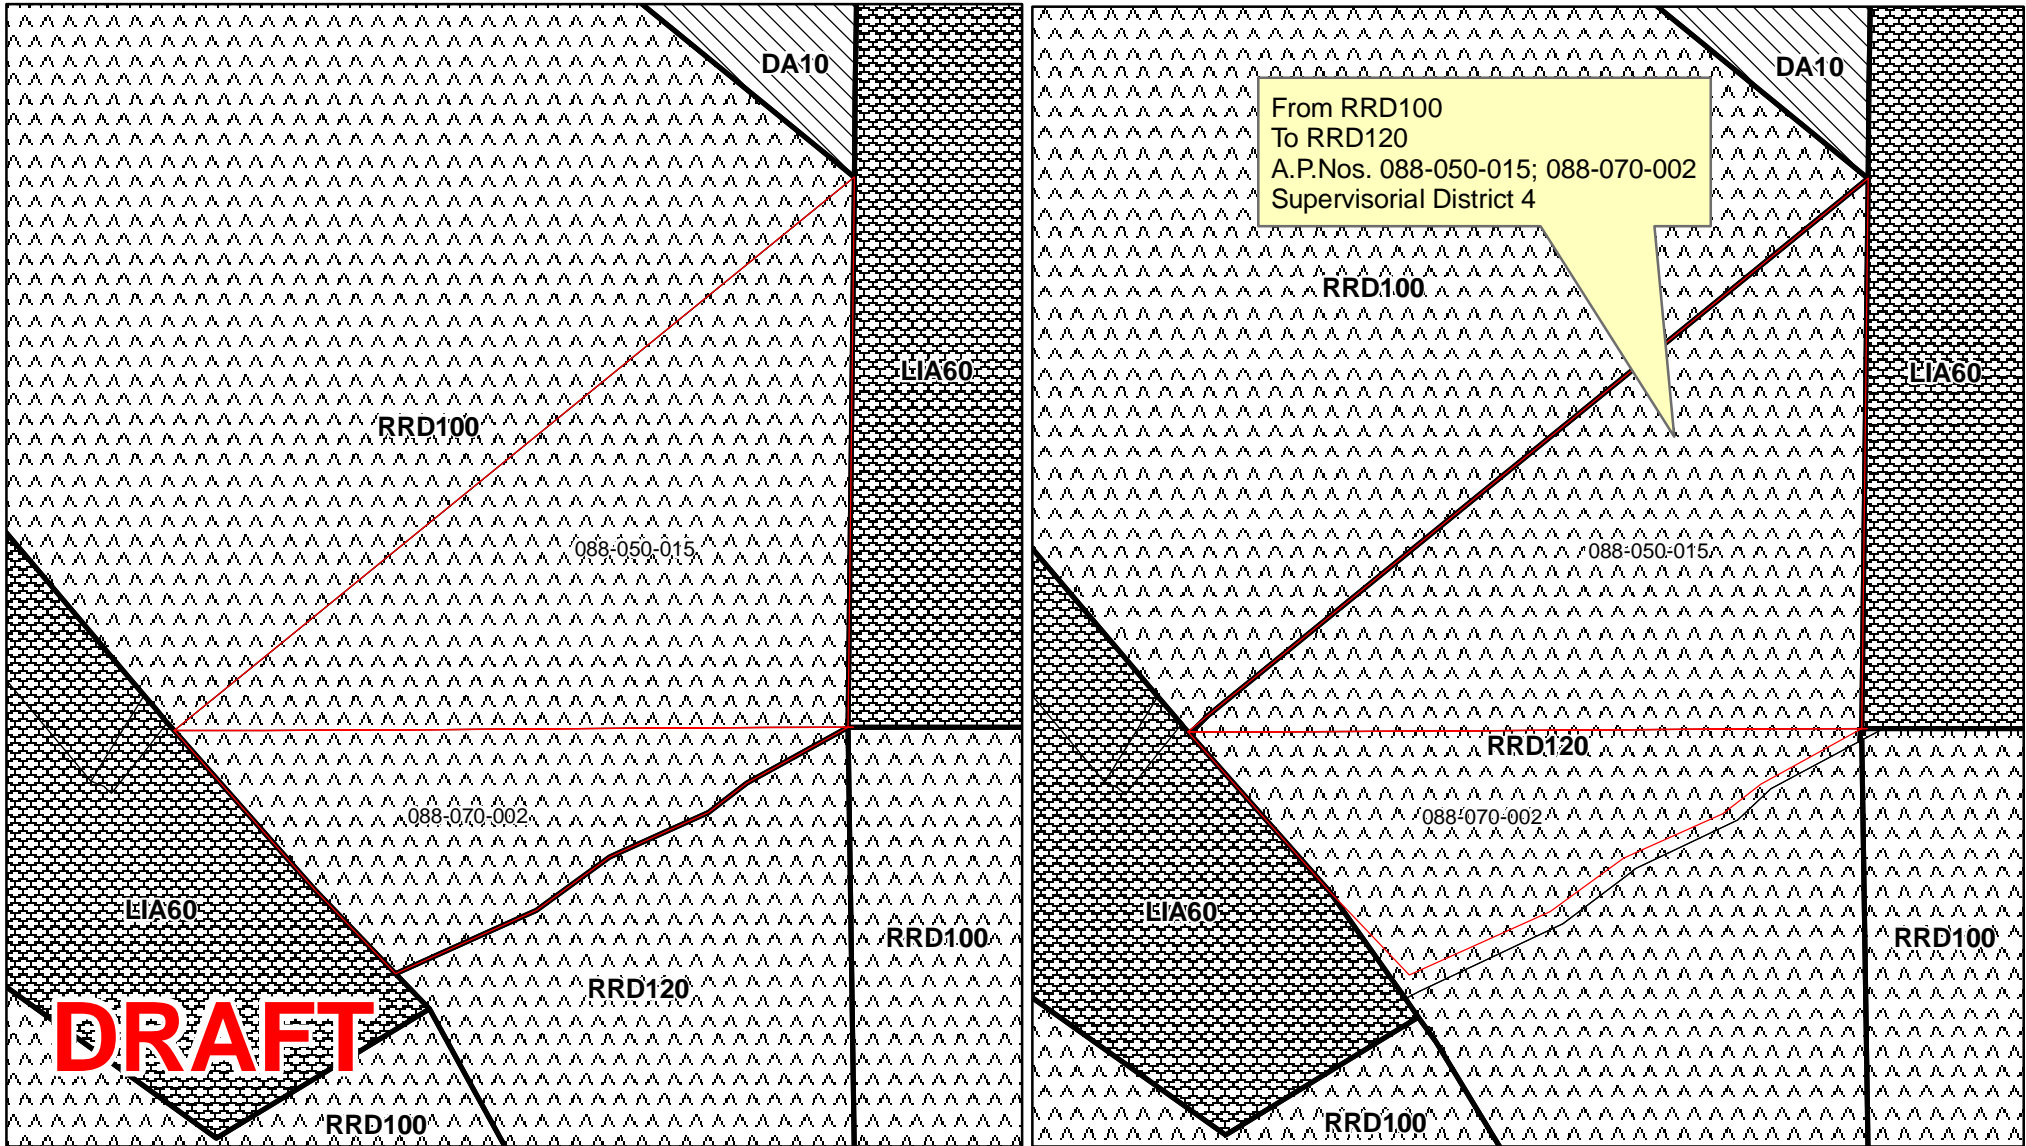 DA10
LIA60
RRD100
088-050-015
088-070-002
LIA60
RRD100
RRD120
DRAFT
RRD100
DA10
From RRD100
To RRD120
A.P.Nos. 088-050-015; 088-070-002
Supervisorial District 4
RRD100
LIA60
088-050-015
RRD120
088-070-002
LIA60
RRD100
RRD100